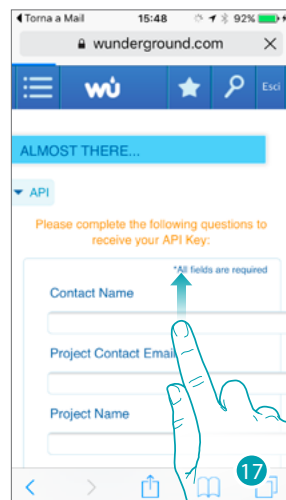 Torna a Mail 15:48 92%
wunderground.com
wù Esci
ALMOST THERE...
API
Please complete the following questions to
receive your API Key:
*All fields are required
Contact Name
Project Contact Email
Project Name
17